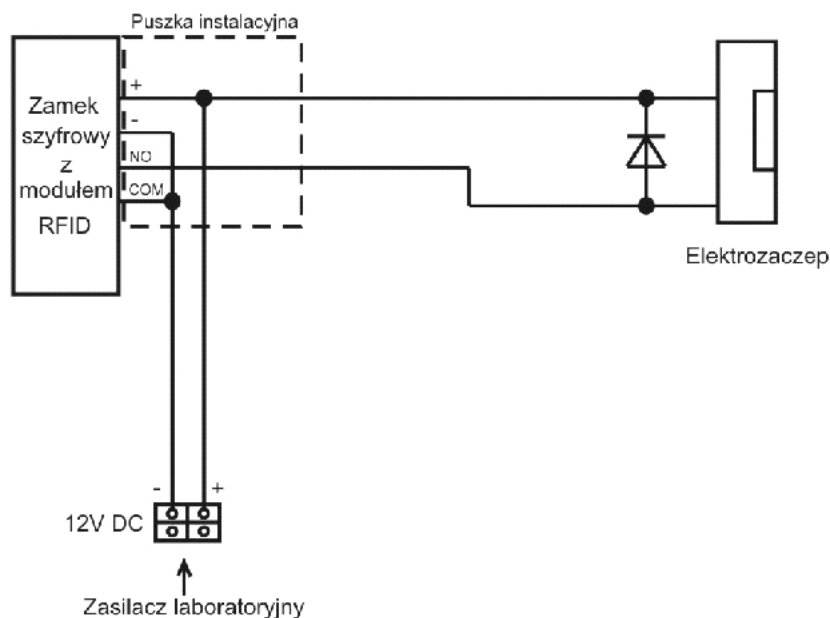 Puszka instalacyjna
Zamek
szyfrowy
z
modułem
RFID
+
-
NO
COM
Elektrozaczep
- +
12V DC
Zasilacz laboratoryjny